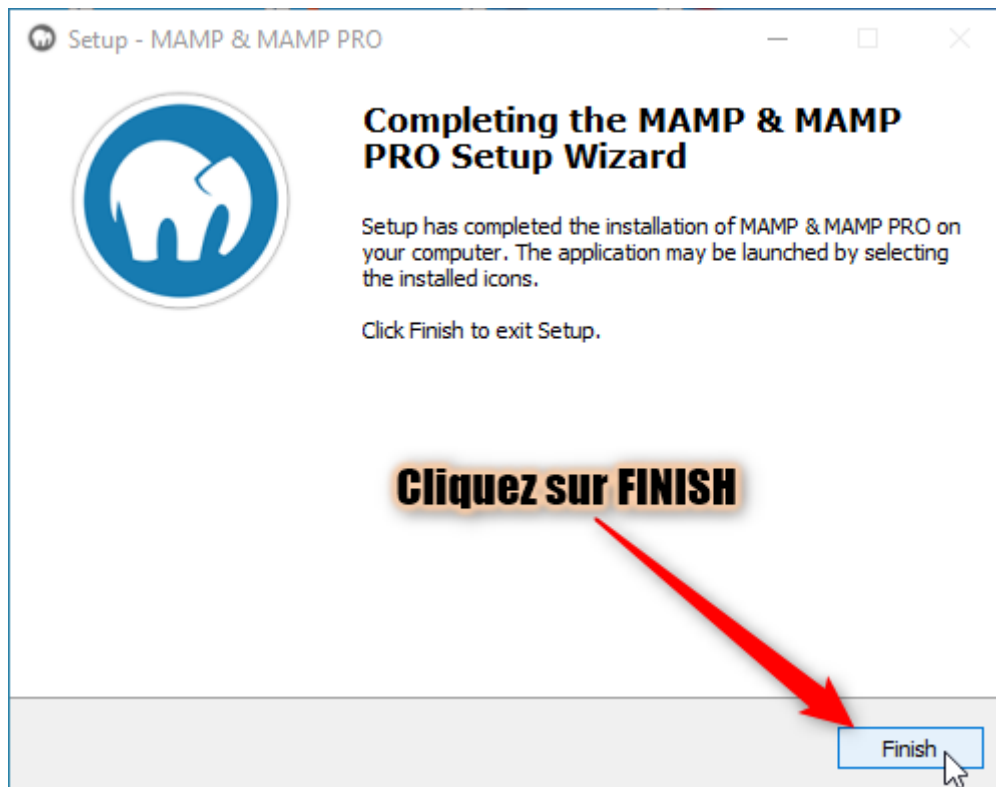 Setup - MAMP & MAMP PRO
Completing the MAMP & MAMP
PRO Setup Wizard
Setup has completed the installation of MAMP & MAMP PRO on
your computer. The application may be launched by selecting
the installed icons.
Click Finish to exit Setup.
Cliquez sur FINISH
Finish